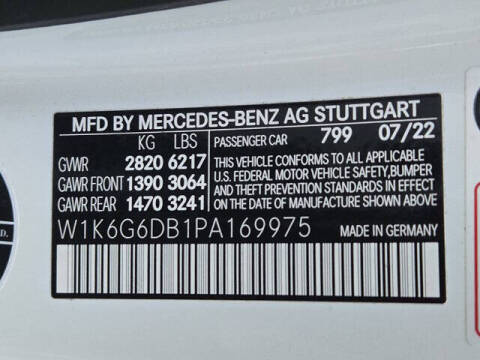 MFD BY MERCEDES-BENZ AG STUTTGART
KG LBS PASSENGER CAR 799 07/22
GVWR 2820 6217
GAWR FRONT 1390 3064
GAWR REAR 1470 3241
THIS VEHICLE CONFORMS TO ALL APPLICABLE
U.S. FEDERAL MOTOR VEHICLE SAFETY,BUMPER
AND THEFT PREVENTION STANDARDS IN EFFECT
ON THE DATE OF MANUFACTURE SHOWN ABOVE.
W1K6G6DB1PA169975 MADE IN GERMANY